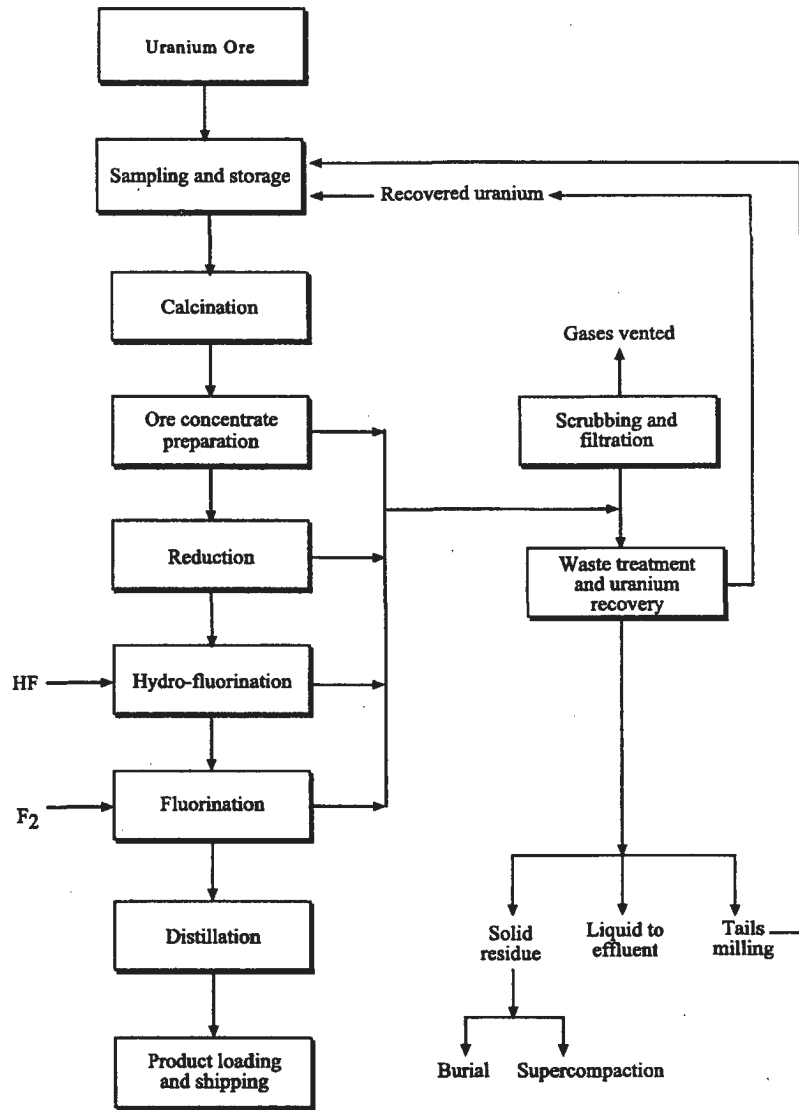 Uranium Ore
Sampling and storage
Recovered uranium
Calcination
Gases vented
Ore concentrate
preparation
Scrubbing and
filtration
Reduction
Waste treatment
and uranium
recovery
HF
Hydro-fluorination
F2
Fluorination
Distillation
Solid
residue
Liquid to
effluent
Tails
milling
Product loading
and shipping
Burial
Supercompaction